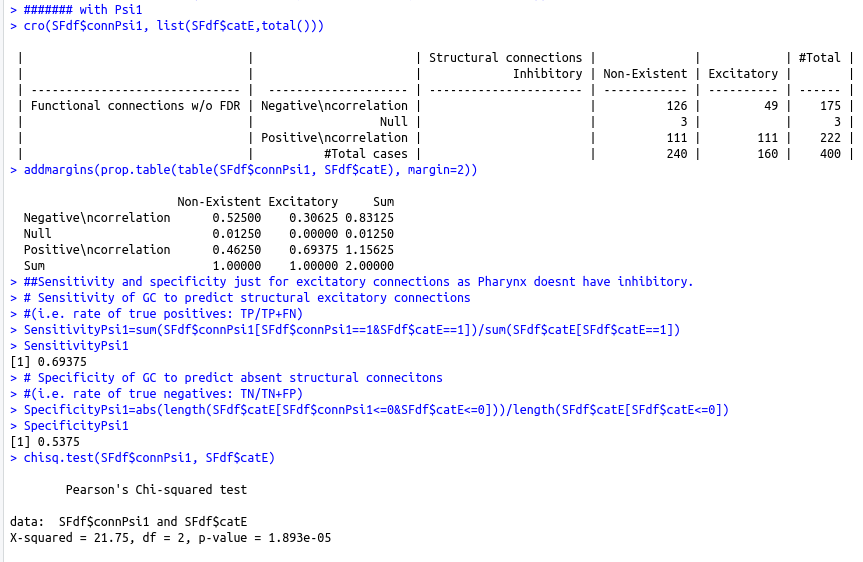 > ####### with Psi1
> cro(SFdf$connPsi1, list(SFdf$catE,total()))
|                              |                      | Structural connections |              |            | #Total |
|                              |                      |             Inhibitory | Non-Existent | Excitatory |        |
| ---------------------------- |  ------------------- | ---------------------- | ------------ | ---------- | ------ |
| Functional connections w/o FDR | Negative\ncorrelation |                        |          126 |         49 |    175 |
|                              |                 Null |                        |            3 |            |      3 |
|                              | Positive\ncorrelation |                        |          111 |        111 |    222 |
|                              |         #Total cases |                        |          240 |        160 |    400 |
> addmargins(prop.table(table(SFdf$connPsi1, SFdf$catE), margin=2))
                      Non-Existent Excitatory     Sum
  Negative\ncorrelation      0.52500    0.30625 0.83125
  Null                       0.01250    0.00000 0.01250
  Positive\ncorrelation      0.46250    0.69375 1.15625
  Sum                        1.00000    1.00000 2.00000
> ##Sensitivity and specificity just for excitatory connections as Pharynx doesnt have inhibitory.
> # Sensitivity of GC to predict structural excitatory connections
> #(i.e. rate of true positives: TP/TP+FN)
> SensitivityPsi1=sum(SFdf$connPsi1[SFdf$connPsi1==1&SFdf$catE==1])/sum(SFdf$catE[SFdf$catE==1])
> SensitivityPsi1
[1] 0.69375
> # Specificity of GC to predict absent structural connecitons
> #(i.e. rate of true negatives: TN/TN+FP)
> SpecificityPsi1=abs(length(SFdf$catE[SFdf$connPsi1<=0&SFdf$catE<=0]))/length(SFdf$catE[SFdf$catE<=0])
> SpecificityPsi1
[1] 0.5375
> chisq.test(SFdf$connPsi1, SFdf$catE)
Pearson's Chi-squared test
data:  SFdf$connPsi1 and SFdf$catE
X-squared = 21.75, df = 2, p-value = 1.893e-05